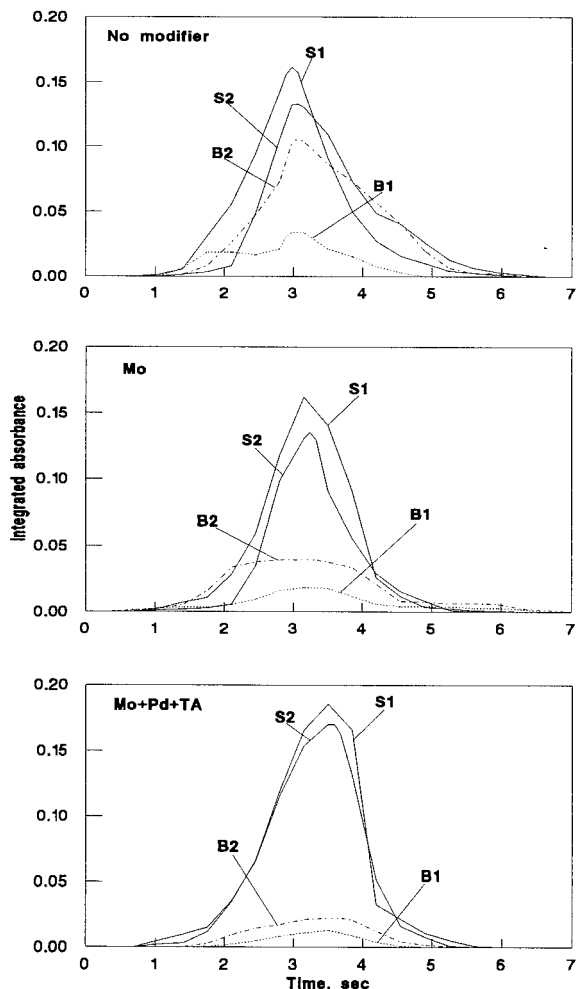 0.20
No modifier
S1
0.15
S2
0.10
B2
B1
0.05
0.00
0 1 2 3 4 5 6 7
0.20
Mo
S1
0.15
S2
Integrated absorbance
0.10
B2
B1
0.05
0.00
0 1 2 3 4 5 6 7
0.20
Mo+Pd+TA
S1
S2
0.15
0.10
B2
B1
0.05
0.00
0 1 2 3 4 5 6 7
Time, sec